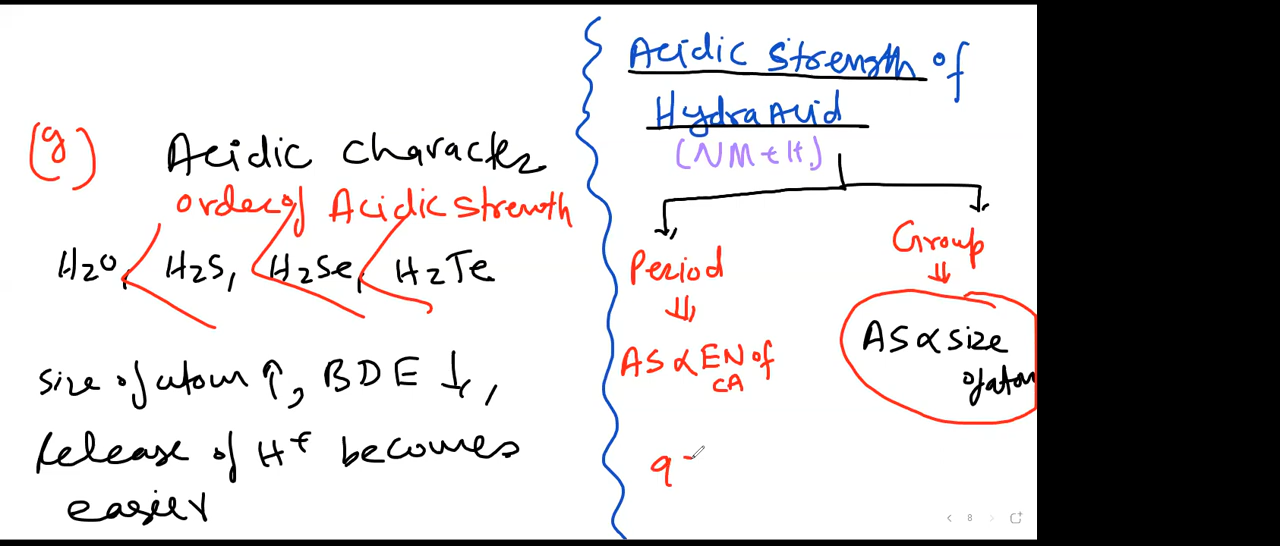 (g) Acidic character
order of Acidic Strength
H₂O, < H₂S, < H₂Se, < H₂Te
size of atom ↑, BDE ↓,
release of H⁺ becomes
easier
Acidic Strength of
Hydra Acid
(NM + H)
Period
⇓
AS ∝ EN of
CA
Group
⇓
AS ∝ size
of atom
8